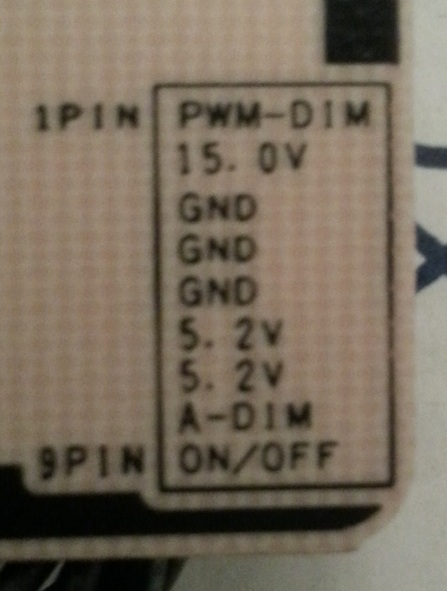 1PIN PWM-DIM
15.0V
GND
GND
GND
5.2V
5.2V
A-DIM
9PIN ON/OFF